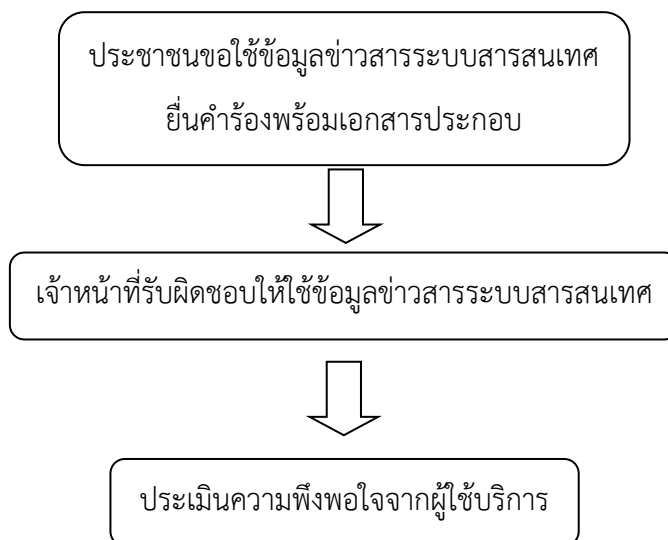 ประชาชนขอใช้ข้อมูลข่าวสารระบบสารสนเทศ
ยื่นคำร้องพร้อมเอกสารประกอบ
เจ้าหน้าที่รับผิดชอบให้ใช้ข้อมูลข่าวสารระบบสารสนเทศ
ประเมินความพึงพอใจจากผู้ใช้บริการ